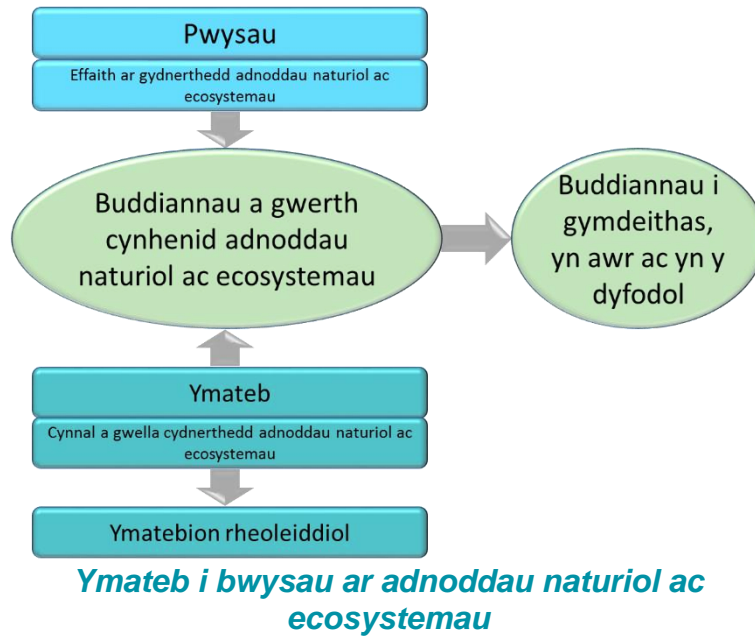 Pwysau
Effaith ar gydnerthedd adnoddau naturiol ac
ecosystemau
Buddiannau a gwerth
cynhenid adnoddau
naturiol ac ecosystemau
Buddiannau i
gymdeithas,
yn awr ac yn y
dyfodol
Ymateb
Cynnal a gwella cydnerthedd adnoddau naturiol ac
ecosystemau
Ymatebion rheoleiddiol
Ymateb i bwysau ar adnoddau naturiol ac
ecosystemau